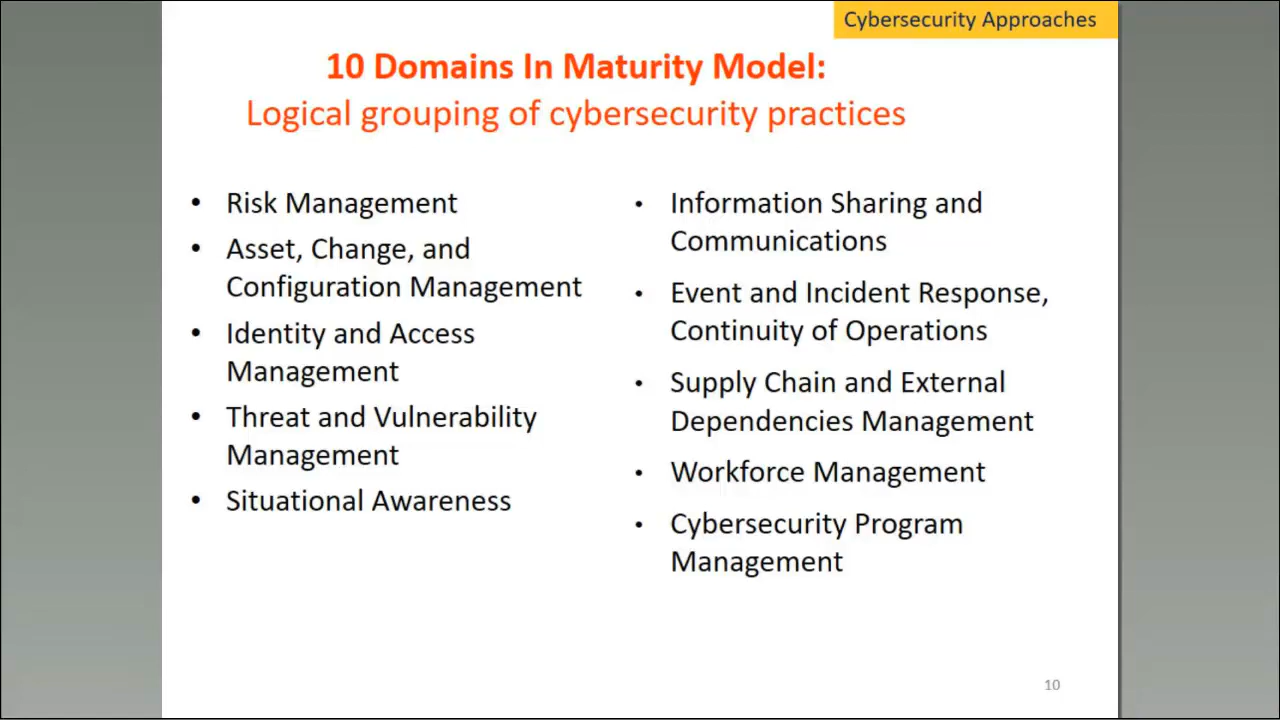 Cybersecurity Approaches
10 Domains In Maturity Model:
Logical grouping of cybersecurity practices
• Risk Management
• Asset, Change, and
Configuration Management
• Identity and Access
Management
• Threat and Vulnerability
Management
• Situational Awareness
• Information Sharing and
Communications
• Event and Incident Response,
Continuity of Operations
• Supply Chain and External
Dependencies Management
• Workforce Management
• Cybersecurity Program
Management
10